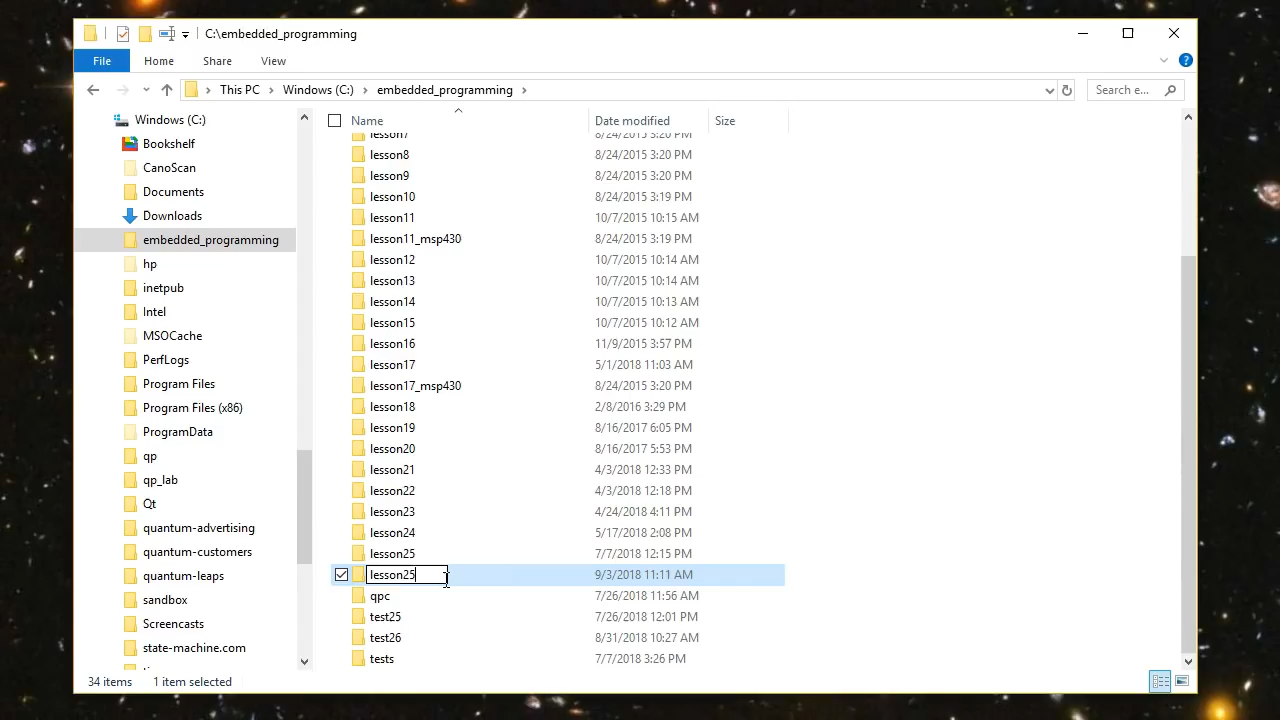 C:\embedded_programming
File Home Share View
This PC Windows (C:) embedded_programming
Search e...
Windows (C:)
Bookshelf
CanoScan
Documents
Downloads
embedded_programming
hp
inetpub
Intel
MSOCache
PerfLogs
Program Files
Program Files (x86)
ProgramData
qp
qp_lab
Qt
quantum-advertising
quantum-customers
quantum-leaps
sandbox
Screencasts
state-machine.com
Name Date modified Size
lesson7 8/24/2015 3:20 PM
lesson8 8/24/2015 3:20 PM
lesson9 8/24/2015 3:20 PM
lesson10 8/24/2015 3:19 PM
lesson11 10/7/2015 10:15 AM
lesson11_msp430 8/24/2015 3:19 PM
lesson12 10/7/2015 10:14 AM
lesson13 10/7/2015 10:14 AM
lesson14 10/7/2015 10:13 AM
lesson15 10/7/2015 10:12 AM
lesson16 11/9/2015 3:57 PM
lesson17 5/1/2018 11:03 AM
lesson17_msp430 8/24/2015 3:20 PM
lesson18 2/8/2016 3:29 PM
lesson19 8/16/2017 6:05 PM
lesson20 8/16/2017 5:53 PM
lesson21 4/3/2018 12:33 PM
lesson22 4/3/2018 12:18 PM
lesson23 4/24/2018 4:11 PM
lesson24 5/17/2018 2:08 PM
lesson25 7/7/2018 12:15 PM
lesson25 9/3/2018 11:11 AM
qpc 7/26/2018 11:56 AM
test25 7/26/2018 12:01 PM
test26 8/31/2018 10:27 AM
tests 7/7/2018 3:26 PM
34 items 1 item selected